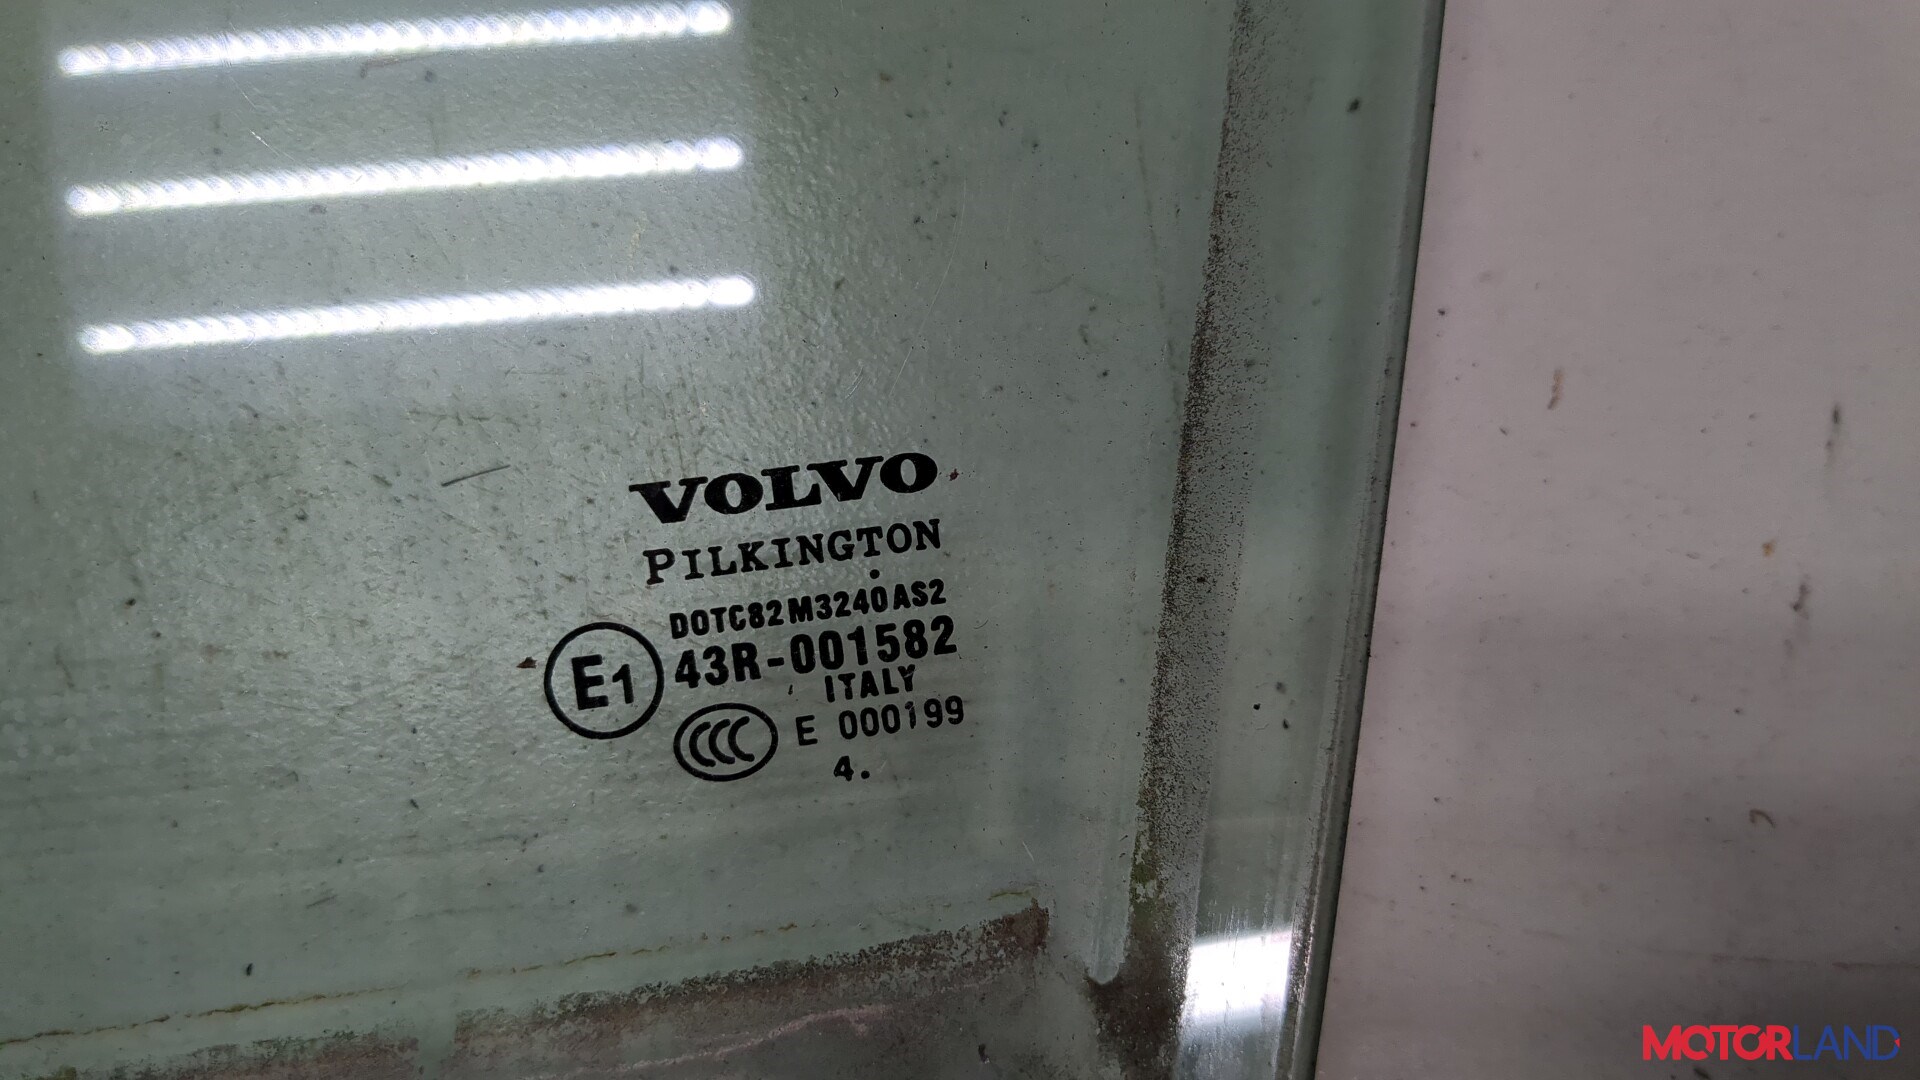 VOLVO
PILKINGTON
DOTC82M3240AS2
E1 43R-001582
ITALY
CCC E 000199
4.
MOTORLAND